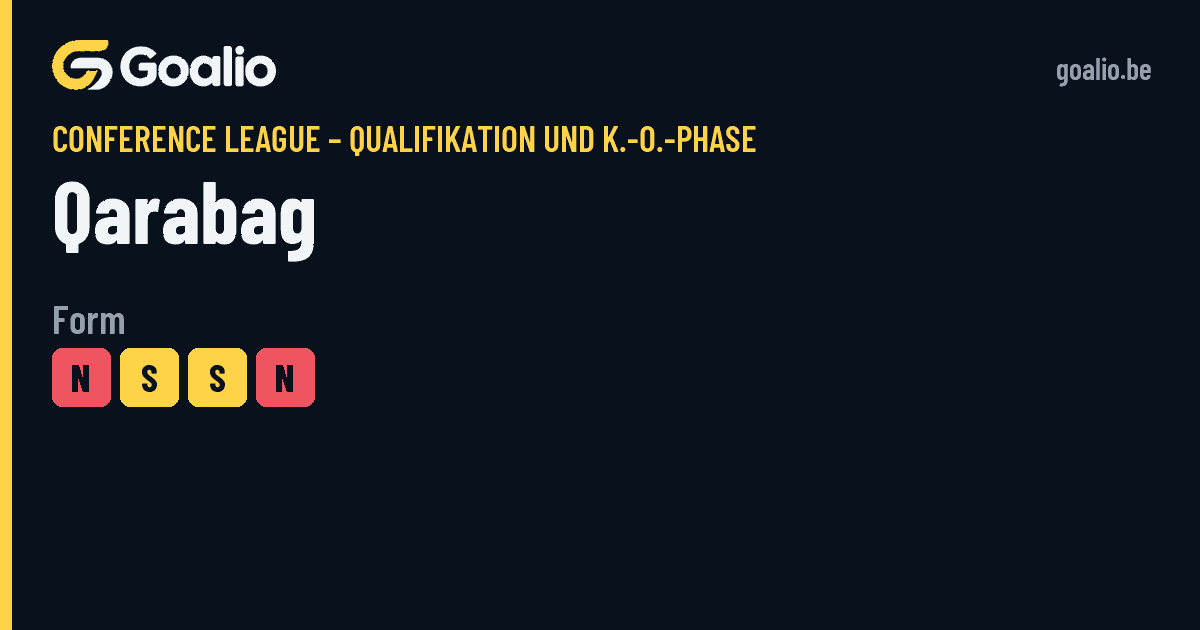 Goalio
goalio.be
CONFERENCE LEAGUE – QUALIFIKATION UND K.-O.-PHASE
Qarabag
Form
N S S N